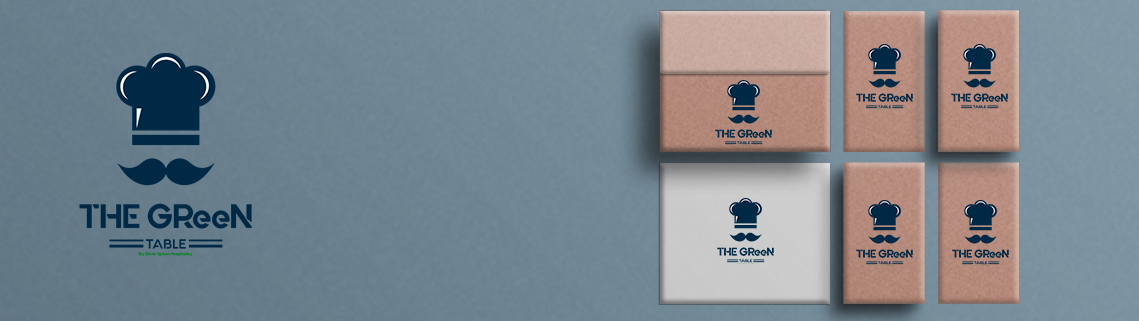 THE GReeN
TABLE
By Silver Spoon Hospitality
THE GReeN
TABLE
THE GReeN
TABLE
THE GReeN
TABLE
THE GReeN
TABLE
THE GReeN
TABLE
THE GReeN
TABLE